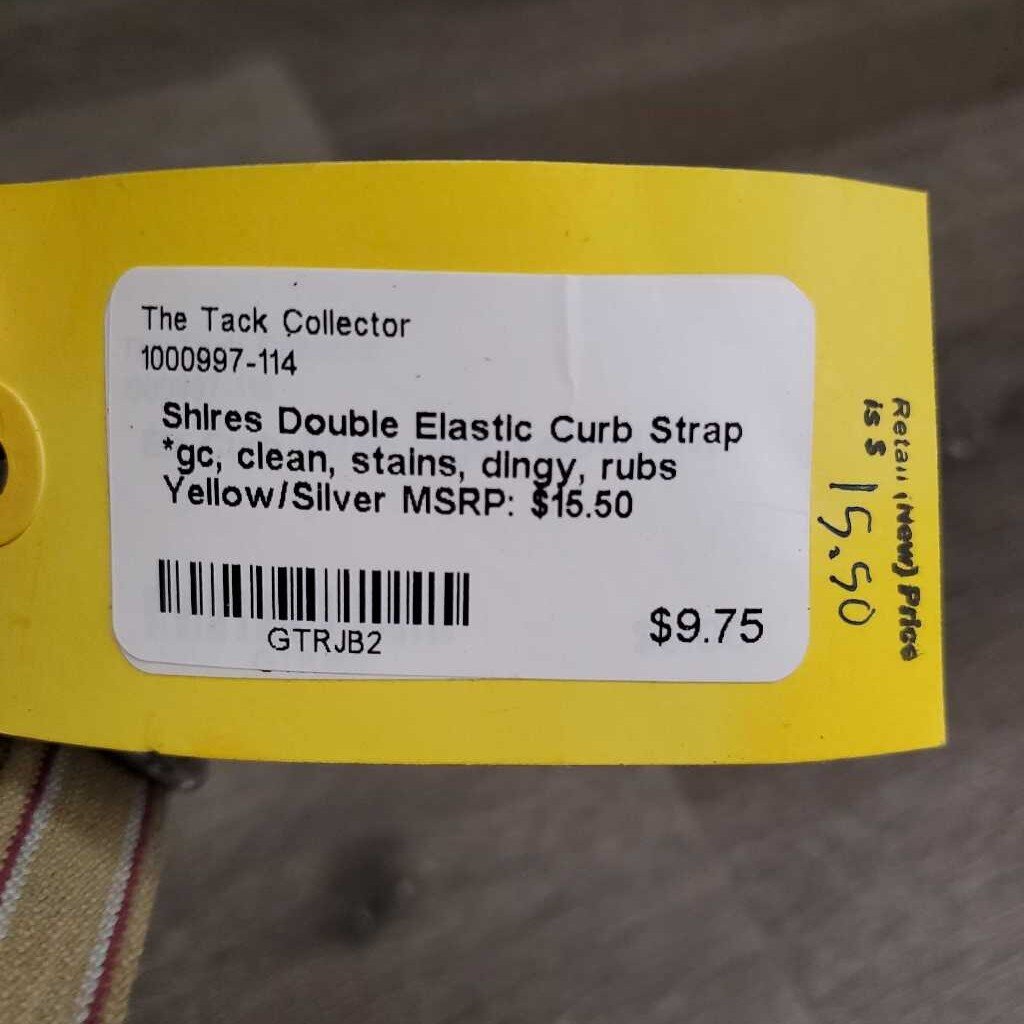 The Tack Collector
1000997-114
Shires Double Elastic Curb Strap
*gc, clean, stains, dingy, rubs
Yellow/Silver MSRP: $15.50
GTRJB2
$9.75
Retail (New) Price
is $ 15.50